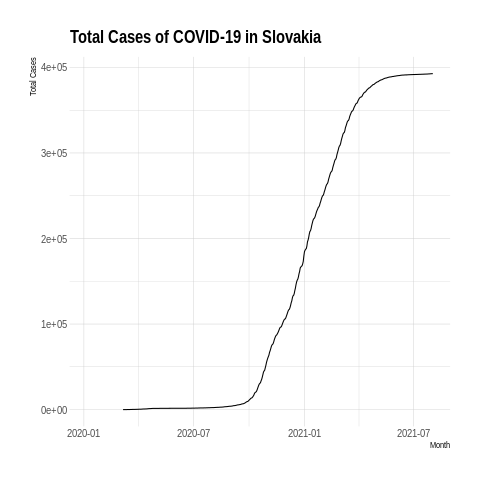 Total Cases of COVID-19 in Slovakia
Total Cases
4e+05
3e+05
2e+05
1e+05
0e+00
2020-01 2020-07 2021-01 2021-07
Month